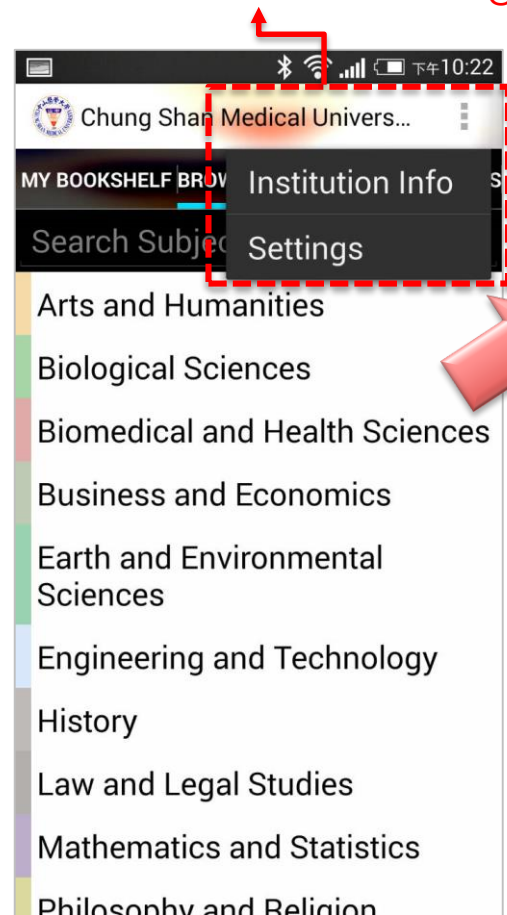 下午10:22
Chung Shan Medical Univers...
MY BOOKSHELF BROW
Institution Info
Search Subjec
Settings
Arts and Humanities
Biological Sciences
Biomedical and Health Sciences
Business and Economics
Earth and Environmental
Sciences
Engineering and Technology
History
Law and Legal Studies
Mathematics and Statistics
Philosophy and Religion